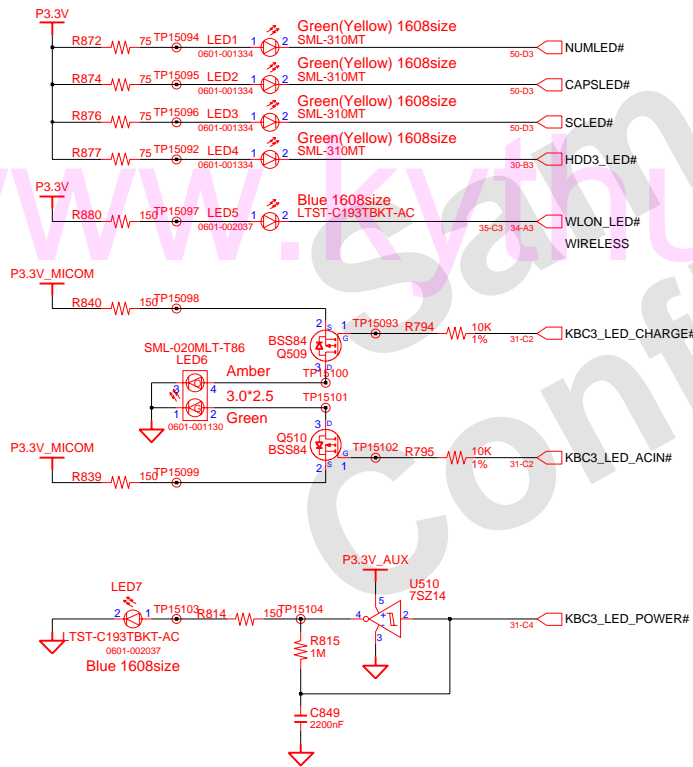 P3.3V
R872 75 TP15094 LED1 1 2 Green(Yellow) 1608size
0601-001334 SML-310MT 50-D3 NUMLED#
R874 75 TP15095 LED2 1 2 Green(Yellow) 1608size
0601-001334 SML-310MT 50-D3 CAPSLED#
R876 75 TP15096 LED3 1 2 Green(Yellow) 1608size
0601-001334 SML-310MT 50-D3 SCLED#
R877 75 TP15092 LED4 1 2 Green(Yellow) 1608size
0601-001334 SML-310MT 30-B3 HDD3_LED#
P3.3V
R880 150 TP15097 LED5 1 2 Blue 1608size
0601-002037 LTST-C193TBKT-AC 35-C3 34-A3 WLON_LED#
WIRELESS
www.kythu
Sam
Confi
P3.3V_MICOM
R840 150 TP15098
2 S 1 G TP15093 R794 10K 1% 31-C2 KBC3_LED_CHARGE#
BSS84
Q509
3 D
TP15100
SML-020MLT-T86
LED6
3 4 Amber
3.0*2.5
1 2 Green
0601-001130
TP15101
3 D
Q510
BSS84
2 S 1 G TP15102 R795 10K 1% 31-C2 KBC3_LED_ACIN#
P3.3V_MICOM
R839 150 TP15099
P3.3V_AUX
U510
7SZ14
LED7
2 1 TP15103 R814 150 TP15104 4 5 + - 3 2 31-C4 KBC3_LED_POWER#
LTST-C193TBKT-AC
0601-002037
Blue 1608size
R815
1M
C849
2200nF